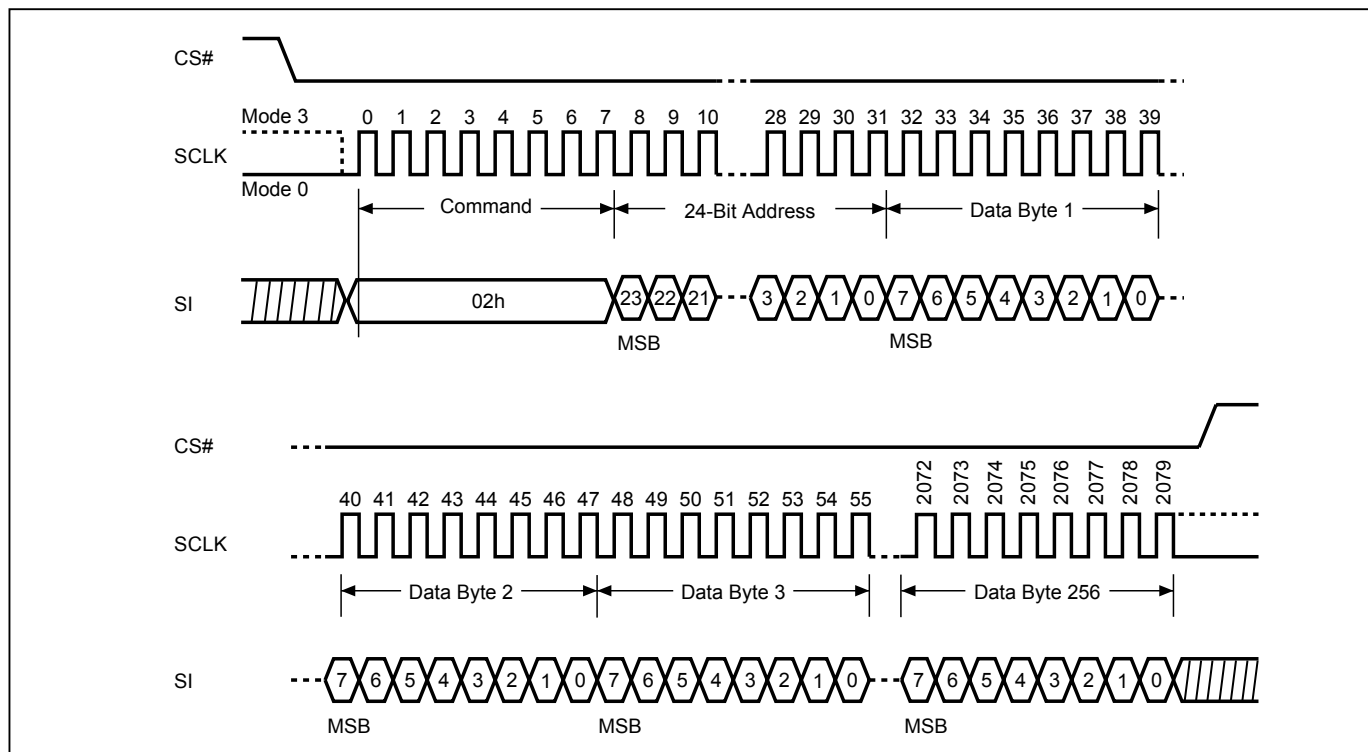 CS#
Mode 3
0 1 2 3 4 5 6 7 8 9 10 28 29 30 31 32 33 34 35 36 37 38 39
SCLK
Mode 0
Command 24-Bit Address Data Byte 1
SI 02h 23 22 21 3 2 1 0 7 6 5 4 3 2 1 0
MSB MSB
CS#
40 41 42 43 44 45 46 47 48 49 50 51 52 53 54 55 2072 2073 2074 2075 2076 2077 2078 2079
SCLK
Data Byte 2 Data Byte 3 Data Byte 256
SI 7 6 5 4 3 2 1 0 7 6 5 4 3 2 1 0 7 6 5 4 3 2 1 0
MSB MSB MSB